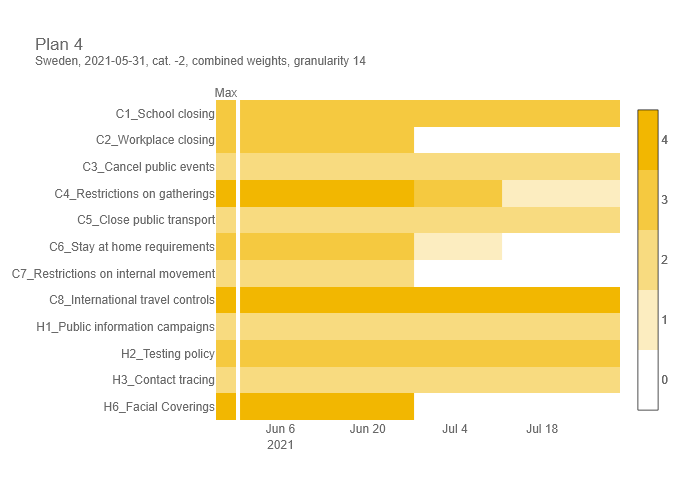 Plan 4
Sweden, 2021-05-31, cat. -2, combined weights, granularity 14
Max
C1_School closing
C2_Workplace closing
C3_Cancel public events
C4_Restrictions on gatherings
C5_Close public transport
C6_Stay at home requirements
C7_Restrictions on internal movement
C8_International travel controls
H1_Public information campaigns
H2_Testing policy
H3_Contact tracing
H6_Facial Coverings
Jun 6
2021
Jun 20
Jul 4
Jul 18
4
3
2
1
0